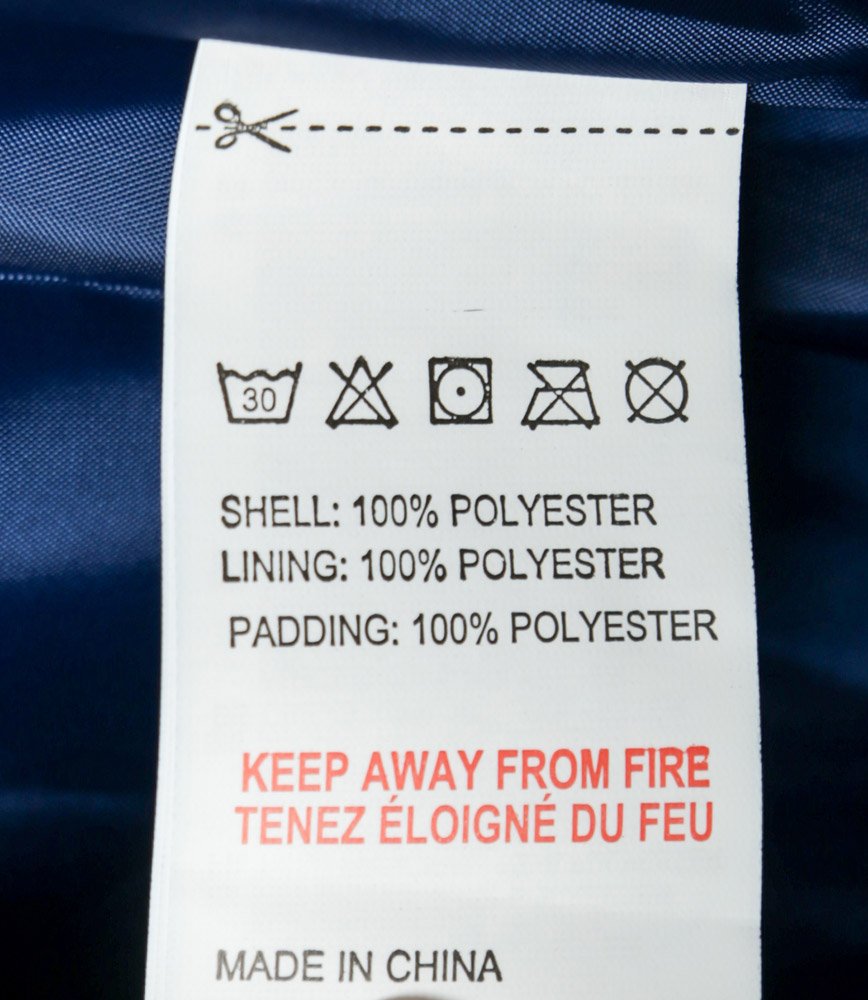 30
SHELL: 100% POLYESTER
LINING: 100% POLYESTER
PADDING: 100% POLYESTER
KEEP AWAY FROM FIRE
TENEZ ÉLOIGNÉ DU FEU
MADE IN CHINA